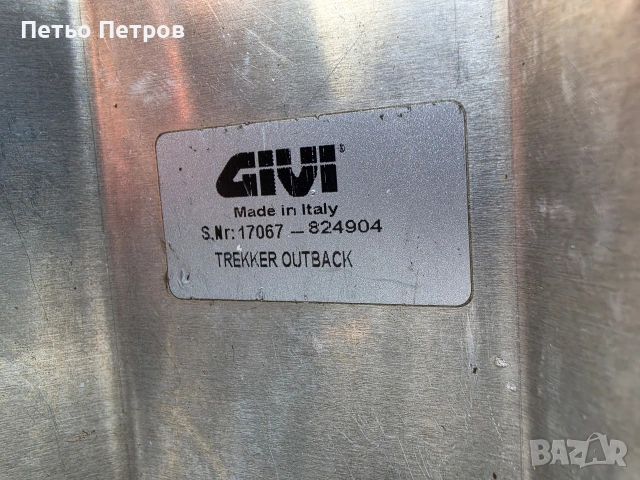 Петьо Петров
GIVI®
Made in Italy
S.Nr: 17067 - 824904
TREKKER OUTBACK
BAZAR